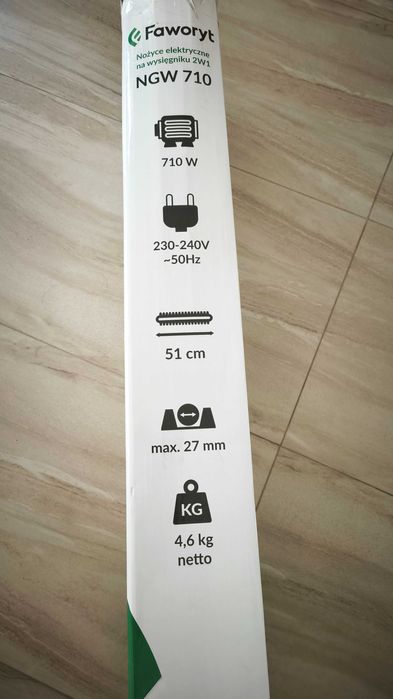 Faworyt
Nożyce elektryczne
na wysięgniku 2W1
NGW 710
710 W
230-240V
~50Hz
51 cm
max. 27 mm
KG
4,6 kg
netto